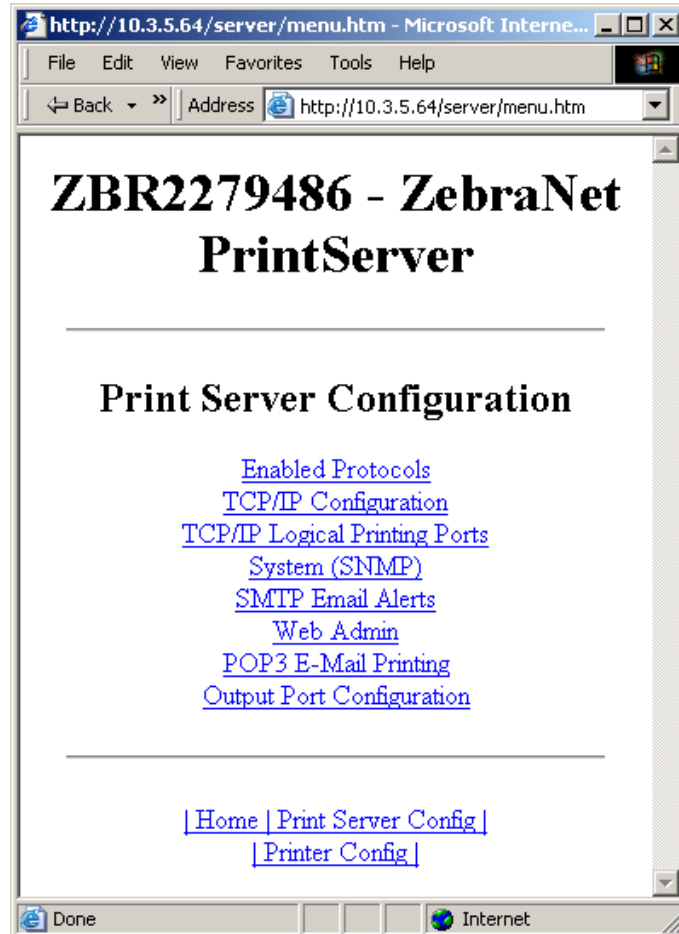 http://10.3.5.64/server/menu.htm - Microsoft Interne...
File Edit View Favorites Tools Help
Back » Address http://10.3.5.64/server/menu.htm
ZBR2279486 - ZebraNet
PrintServer
Print Server Configuration
Enabled Protocols
TCP/IP Configuration
TCP/IP Logical Printing Ports
System (SNMP)
SMTP Email Alerts
Web Admin
POP3 E-Mail Printing
Output Port Configuration
| Home | Print Server Config |
| Printer Config |
Done Internet